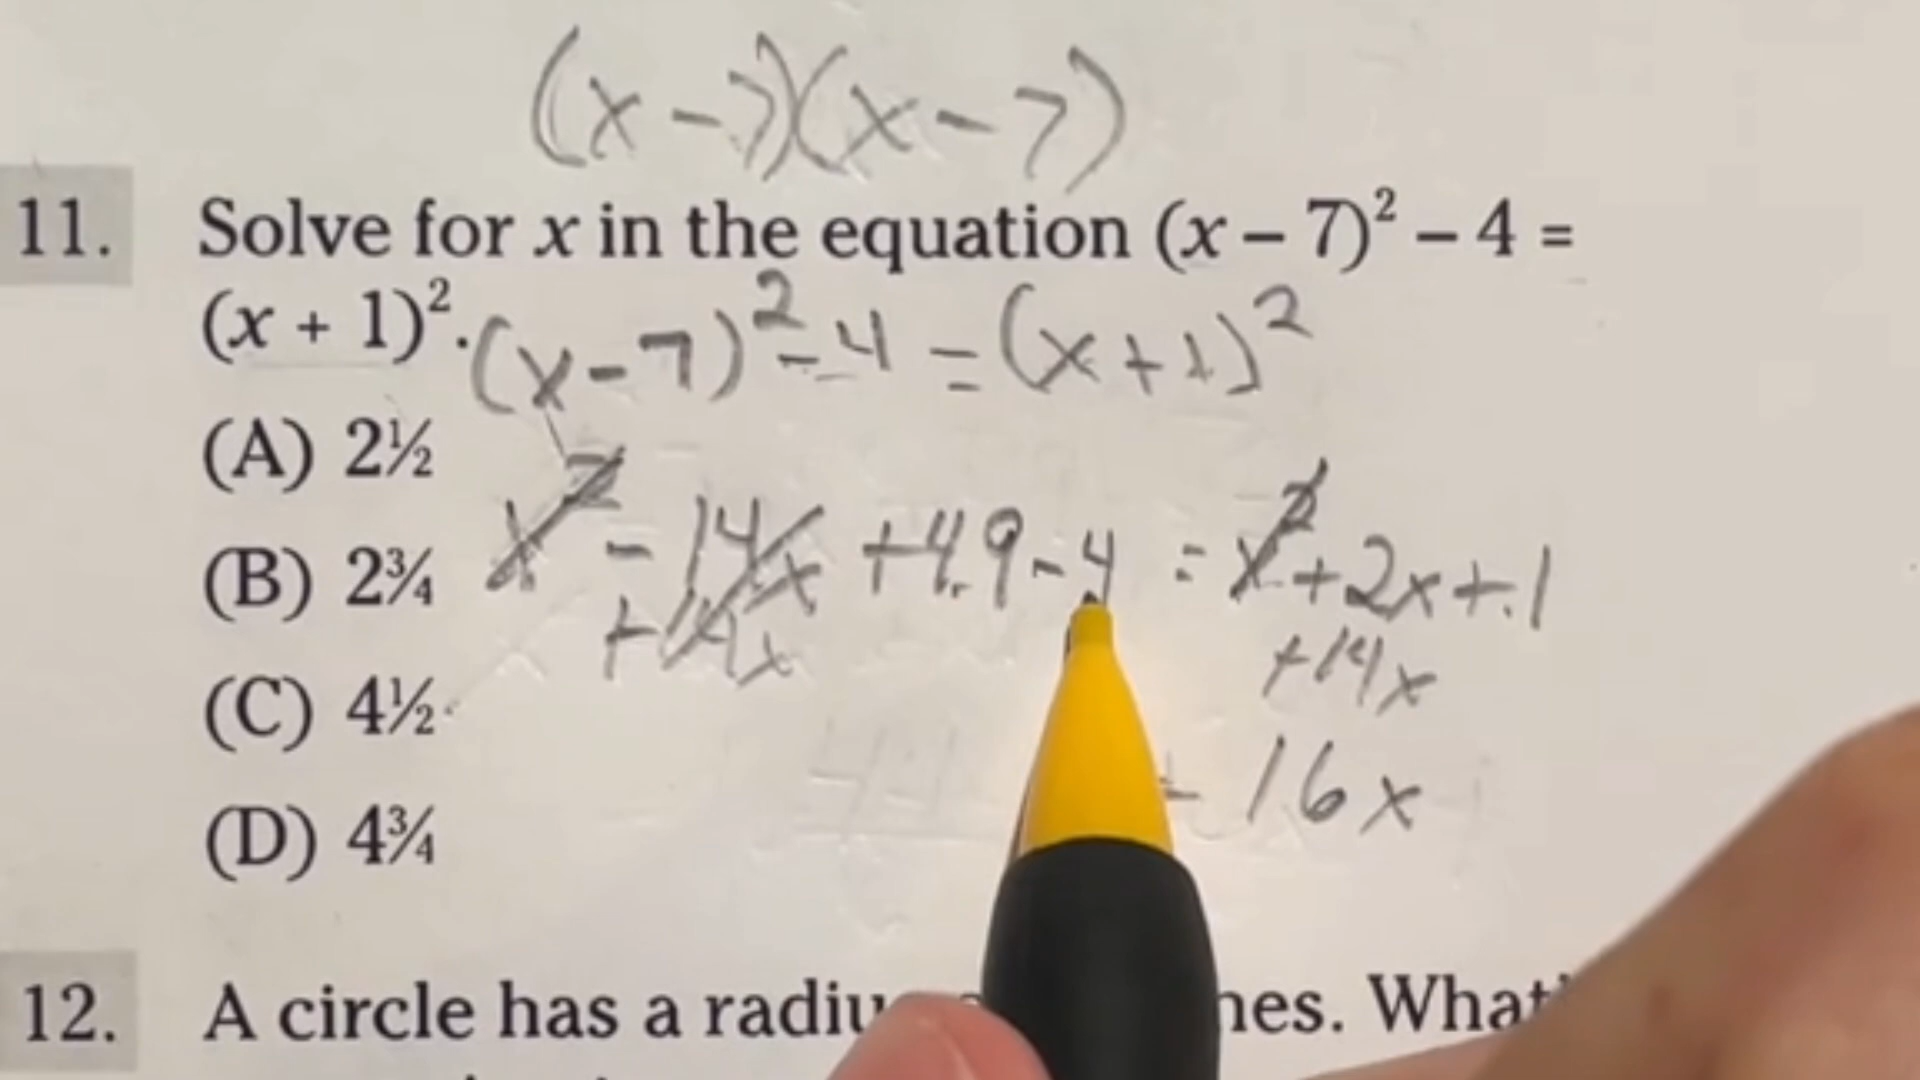 (x - 7)(x - 7)
11. Solve for x in the equation (x – 7)² – 4 =
(x + 1)².
(x - 7)² - 4 = (x + 1)²
(A) 2½
x² - 14x + 49 - 4 = x² + 2x + 1
(B) 2¾
+14x +14x
(C) 4½
= 16x
(D) 4¾
12. A circle has a What